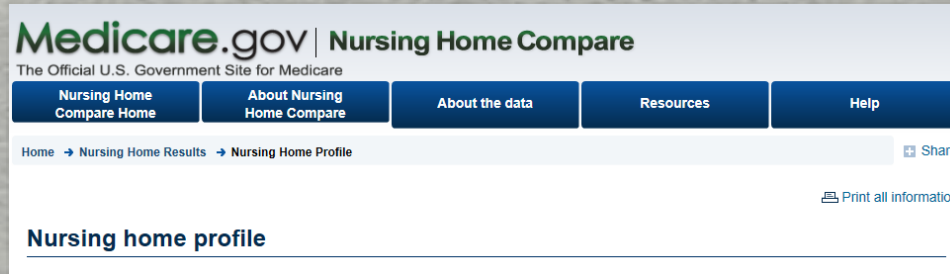 Medicare.gov | Nursing Home Compare
The Official U.S. Government Site for Medicare
Nursing Home
Compare Home
About Nursing
Home Compare
About the data
Resources
Help
Home → Nursing Home Results → Nursing Home Profile
Shar
Print all informatio
Nursing home profile